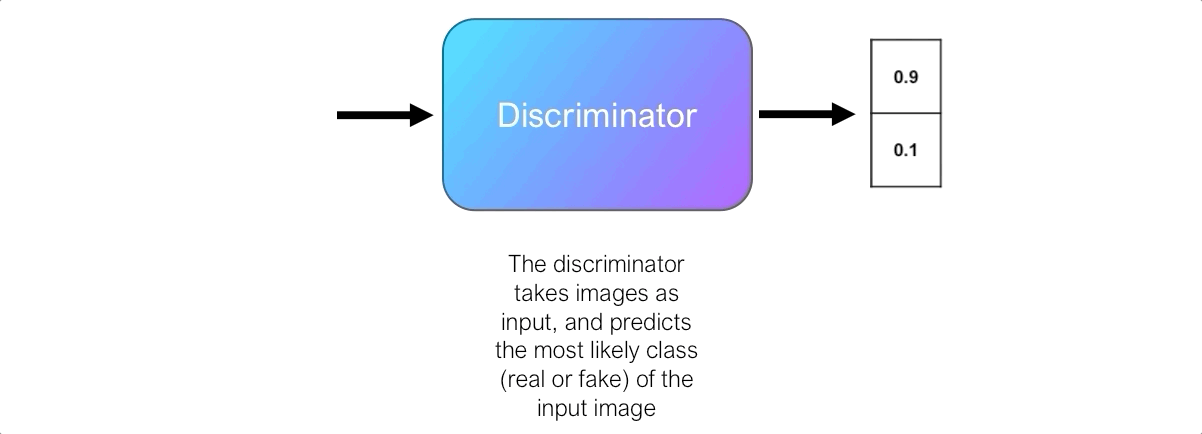 Discriminator
0.9
0.1
The discriminator
takes images as
input, and predicts
the most likely class
(real or fake) of the
input image